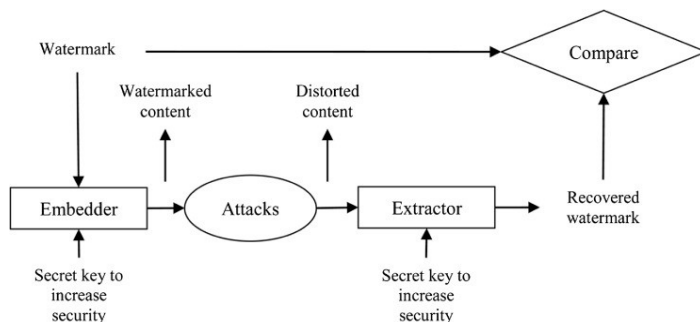 Watermark
Compare
Watermarked
content
Distorted
content
Embedder
Attacks
Extractor
Recovered
watermark
Secret key to
increase
security
Secret key to
increase
security